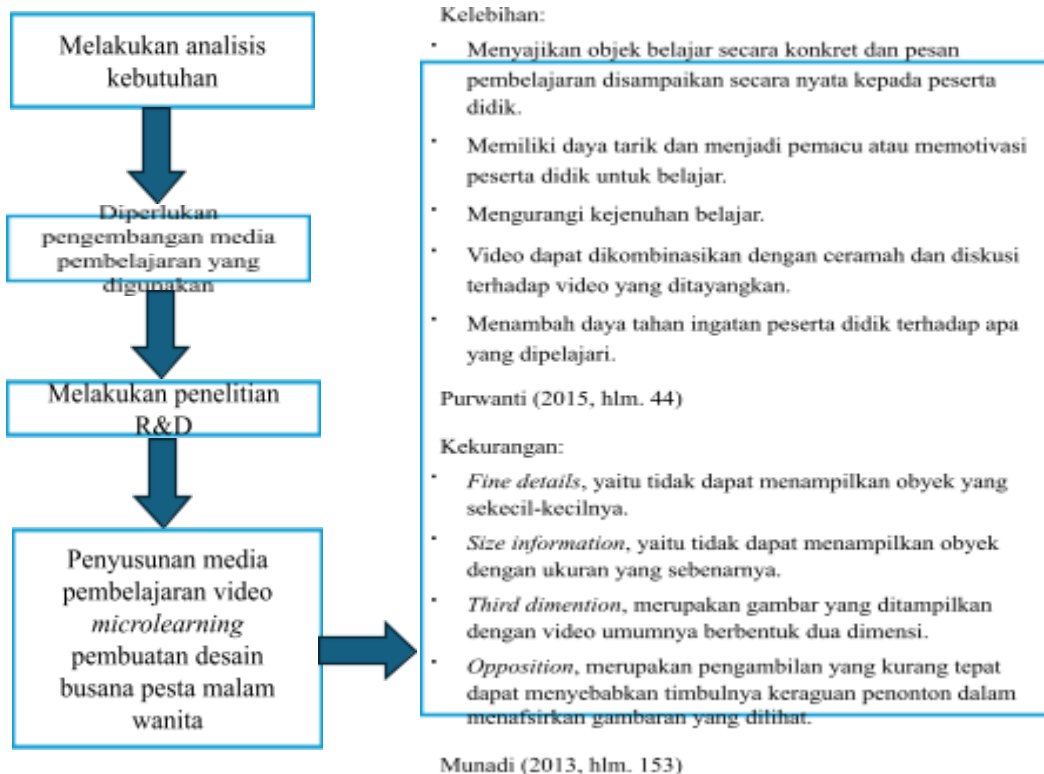 Melakukan analisis
kebutuhan
Diperlukan
pengembangan media
pembelajaran yang
digunakan
Melakukan penelitian
R&D
Penyusunan media
pembelajaran video
microlearning
pembuatan desain
busana pesta malam
wanita
Kelebihan:
· Menyajikan objek belajar secara konkret dan pesan
pembelajaran disampaikan secara nyata kepada peserta
didik.
· Memiliki daya tarik dan menjadi pemacu atau memotivasi
peserta didik untuk belajar.
· Mengurangi kejenuhan belajar.
· Video dapat dikombinasikan dengan ceramah dan diskusi
terhadap video yang ditayangkan.
· Menambah daya tahan ingatan peserta didik terhadap apa
yang dipelajari.
Purwanti (2015, hlm. 44)
Kekurangan:
· Fine details, yaitu tidak dapat menampilkan obyek yang
sekecil-kecilnya.
· Size information, yaitu tidak dapat menampilkan obyek
dengan ukuran yang sebenarnya.
· Third dimention, merupakan gambar yang ditampilkan
dengan video umumnya berbentuk dua dimensi.
· Opposition, merupakan pengambilan yang kurang tepat
dapat menyebabkan timbulnya keraguan penonton dalam
menafsirkan gambaran yang dilihat.
Munadi (2013, hlm. 153)